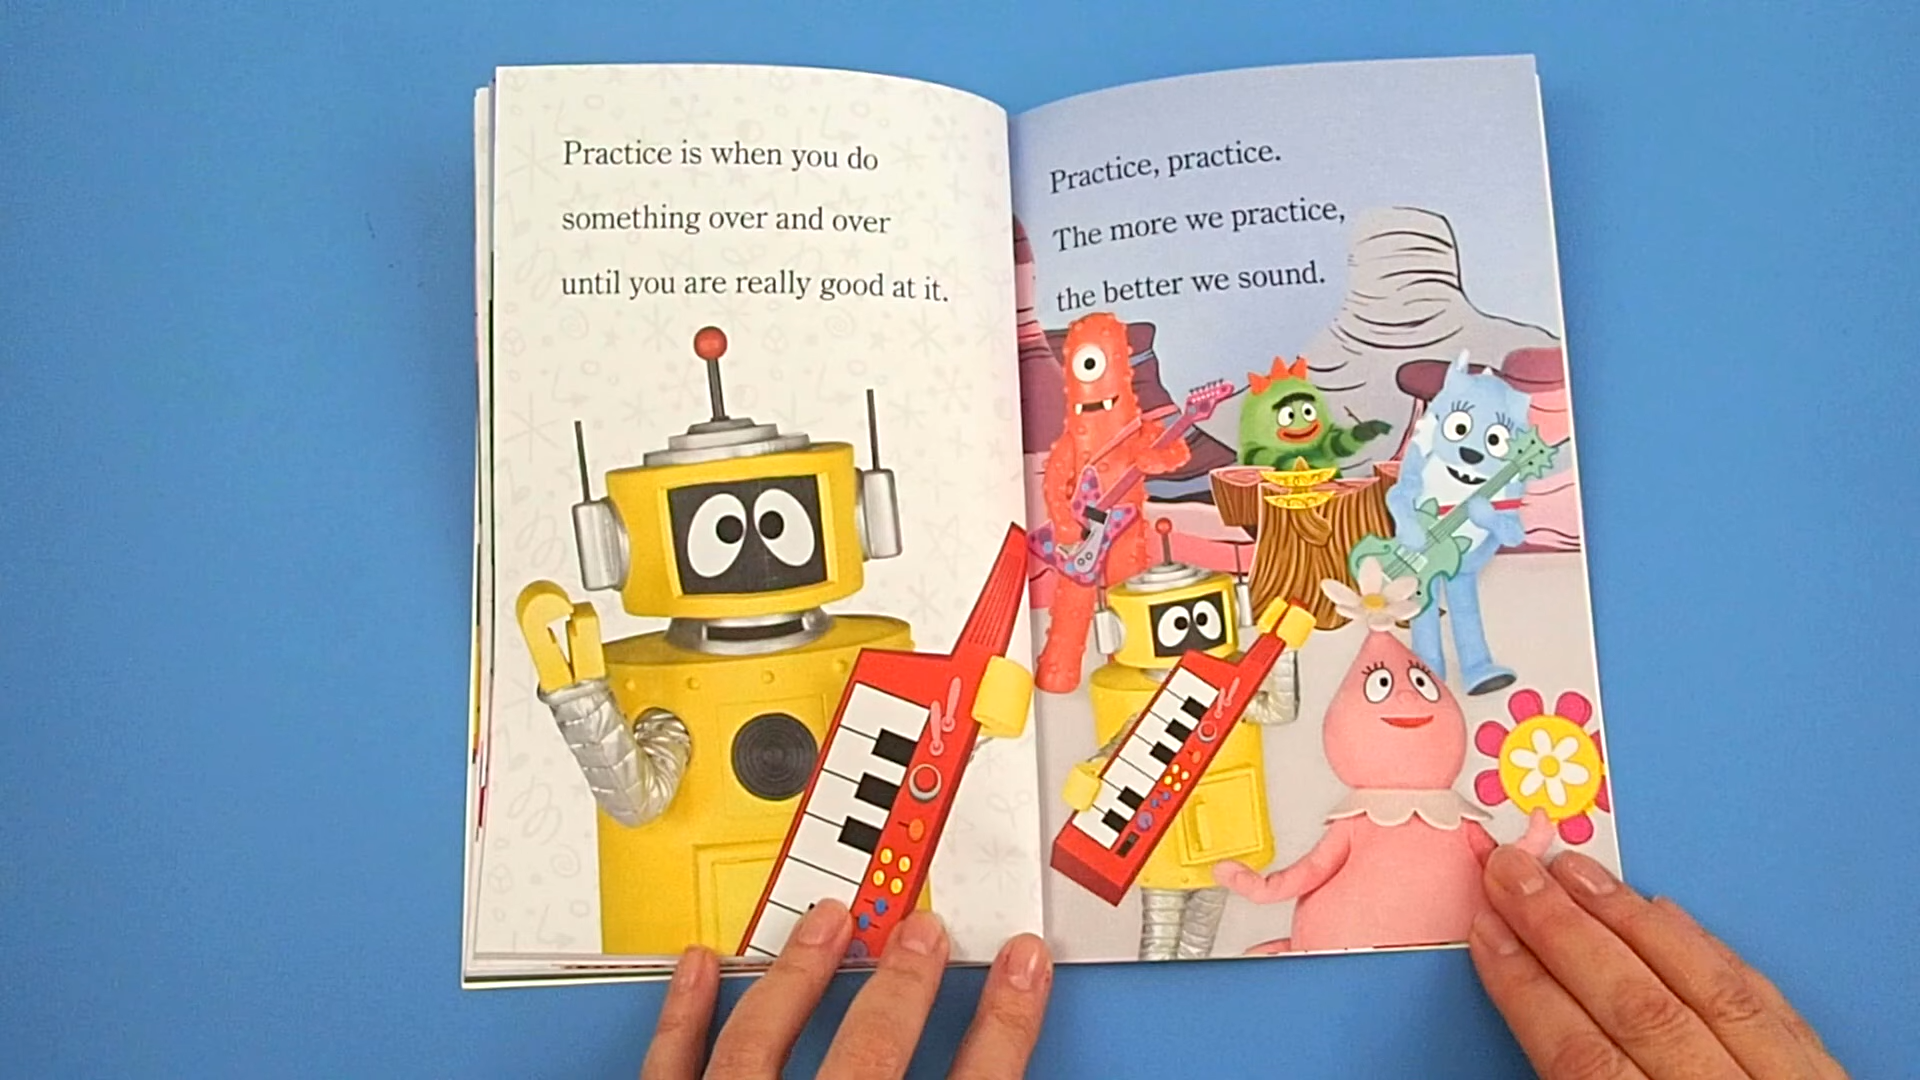 Practice is when you do
something over and over
until you are really good at it.
Practice, practice.
The more we practice,
the better we sound.